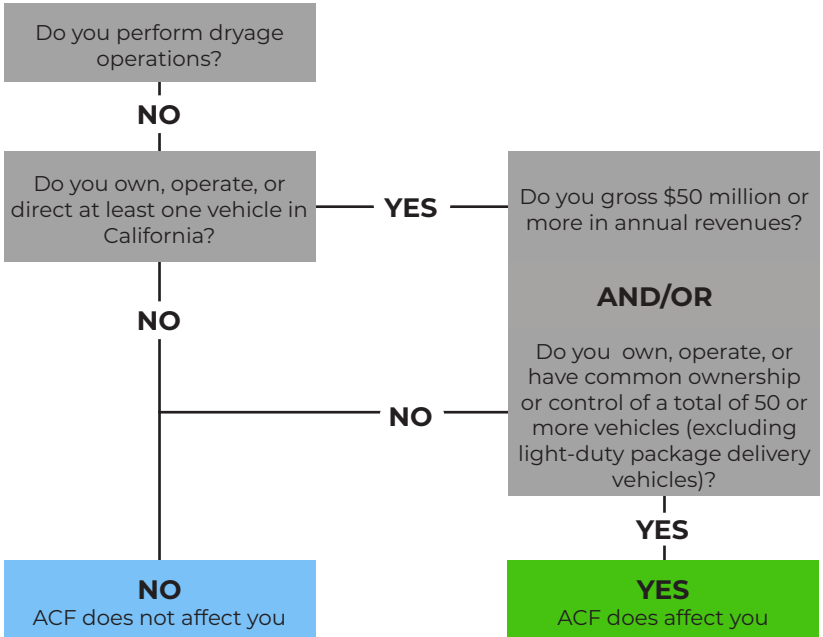 Do you perform dryage
operations?
NO
Do you own, operate, or
direct at least one vehicle in
California?
YES
Do you gross $50 million or
more in annual revenues?
AND/OR
Do you own, operate, or
have common ownership
or control of a total of 50 or
more vehicles (excluding
light-duty package delivery
vehicles)?
NO
NO
YES
NO
ACF does not affect you
YES
ACF does affect you